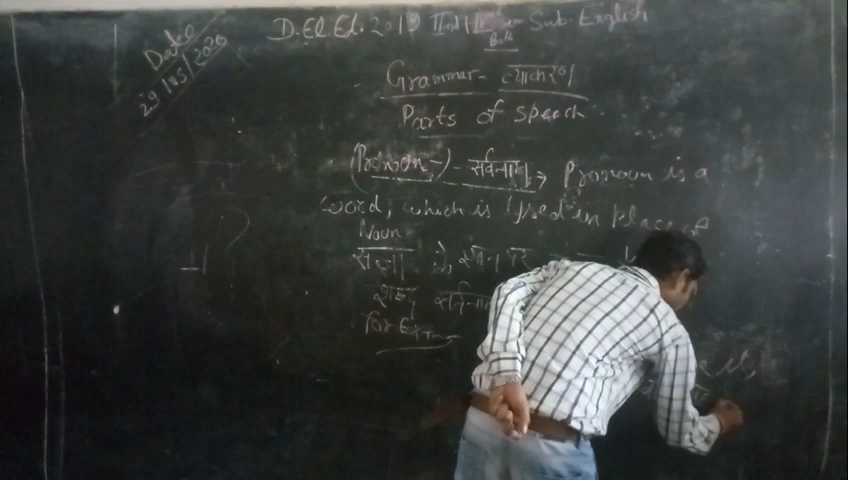 Date
29/05/2020
D.El.Ed. 2019 IInd Sub. English
Grammar - व्याकरण
Parts of speech
(Pronoun -) - सर्वनाम Pronoun is a
word, which is Used in place of
Noun
संज्ञा के स्थान पर
शब्द सर्वनाम
For Exam